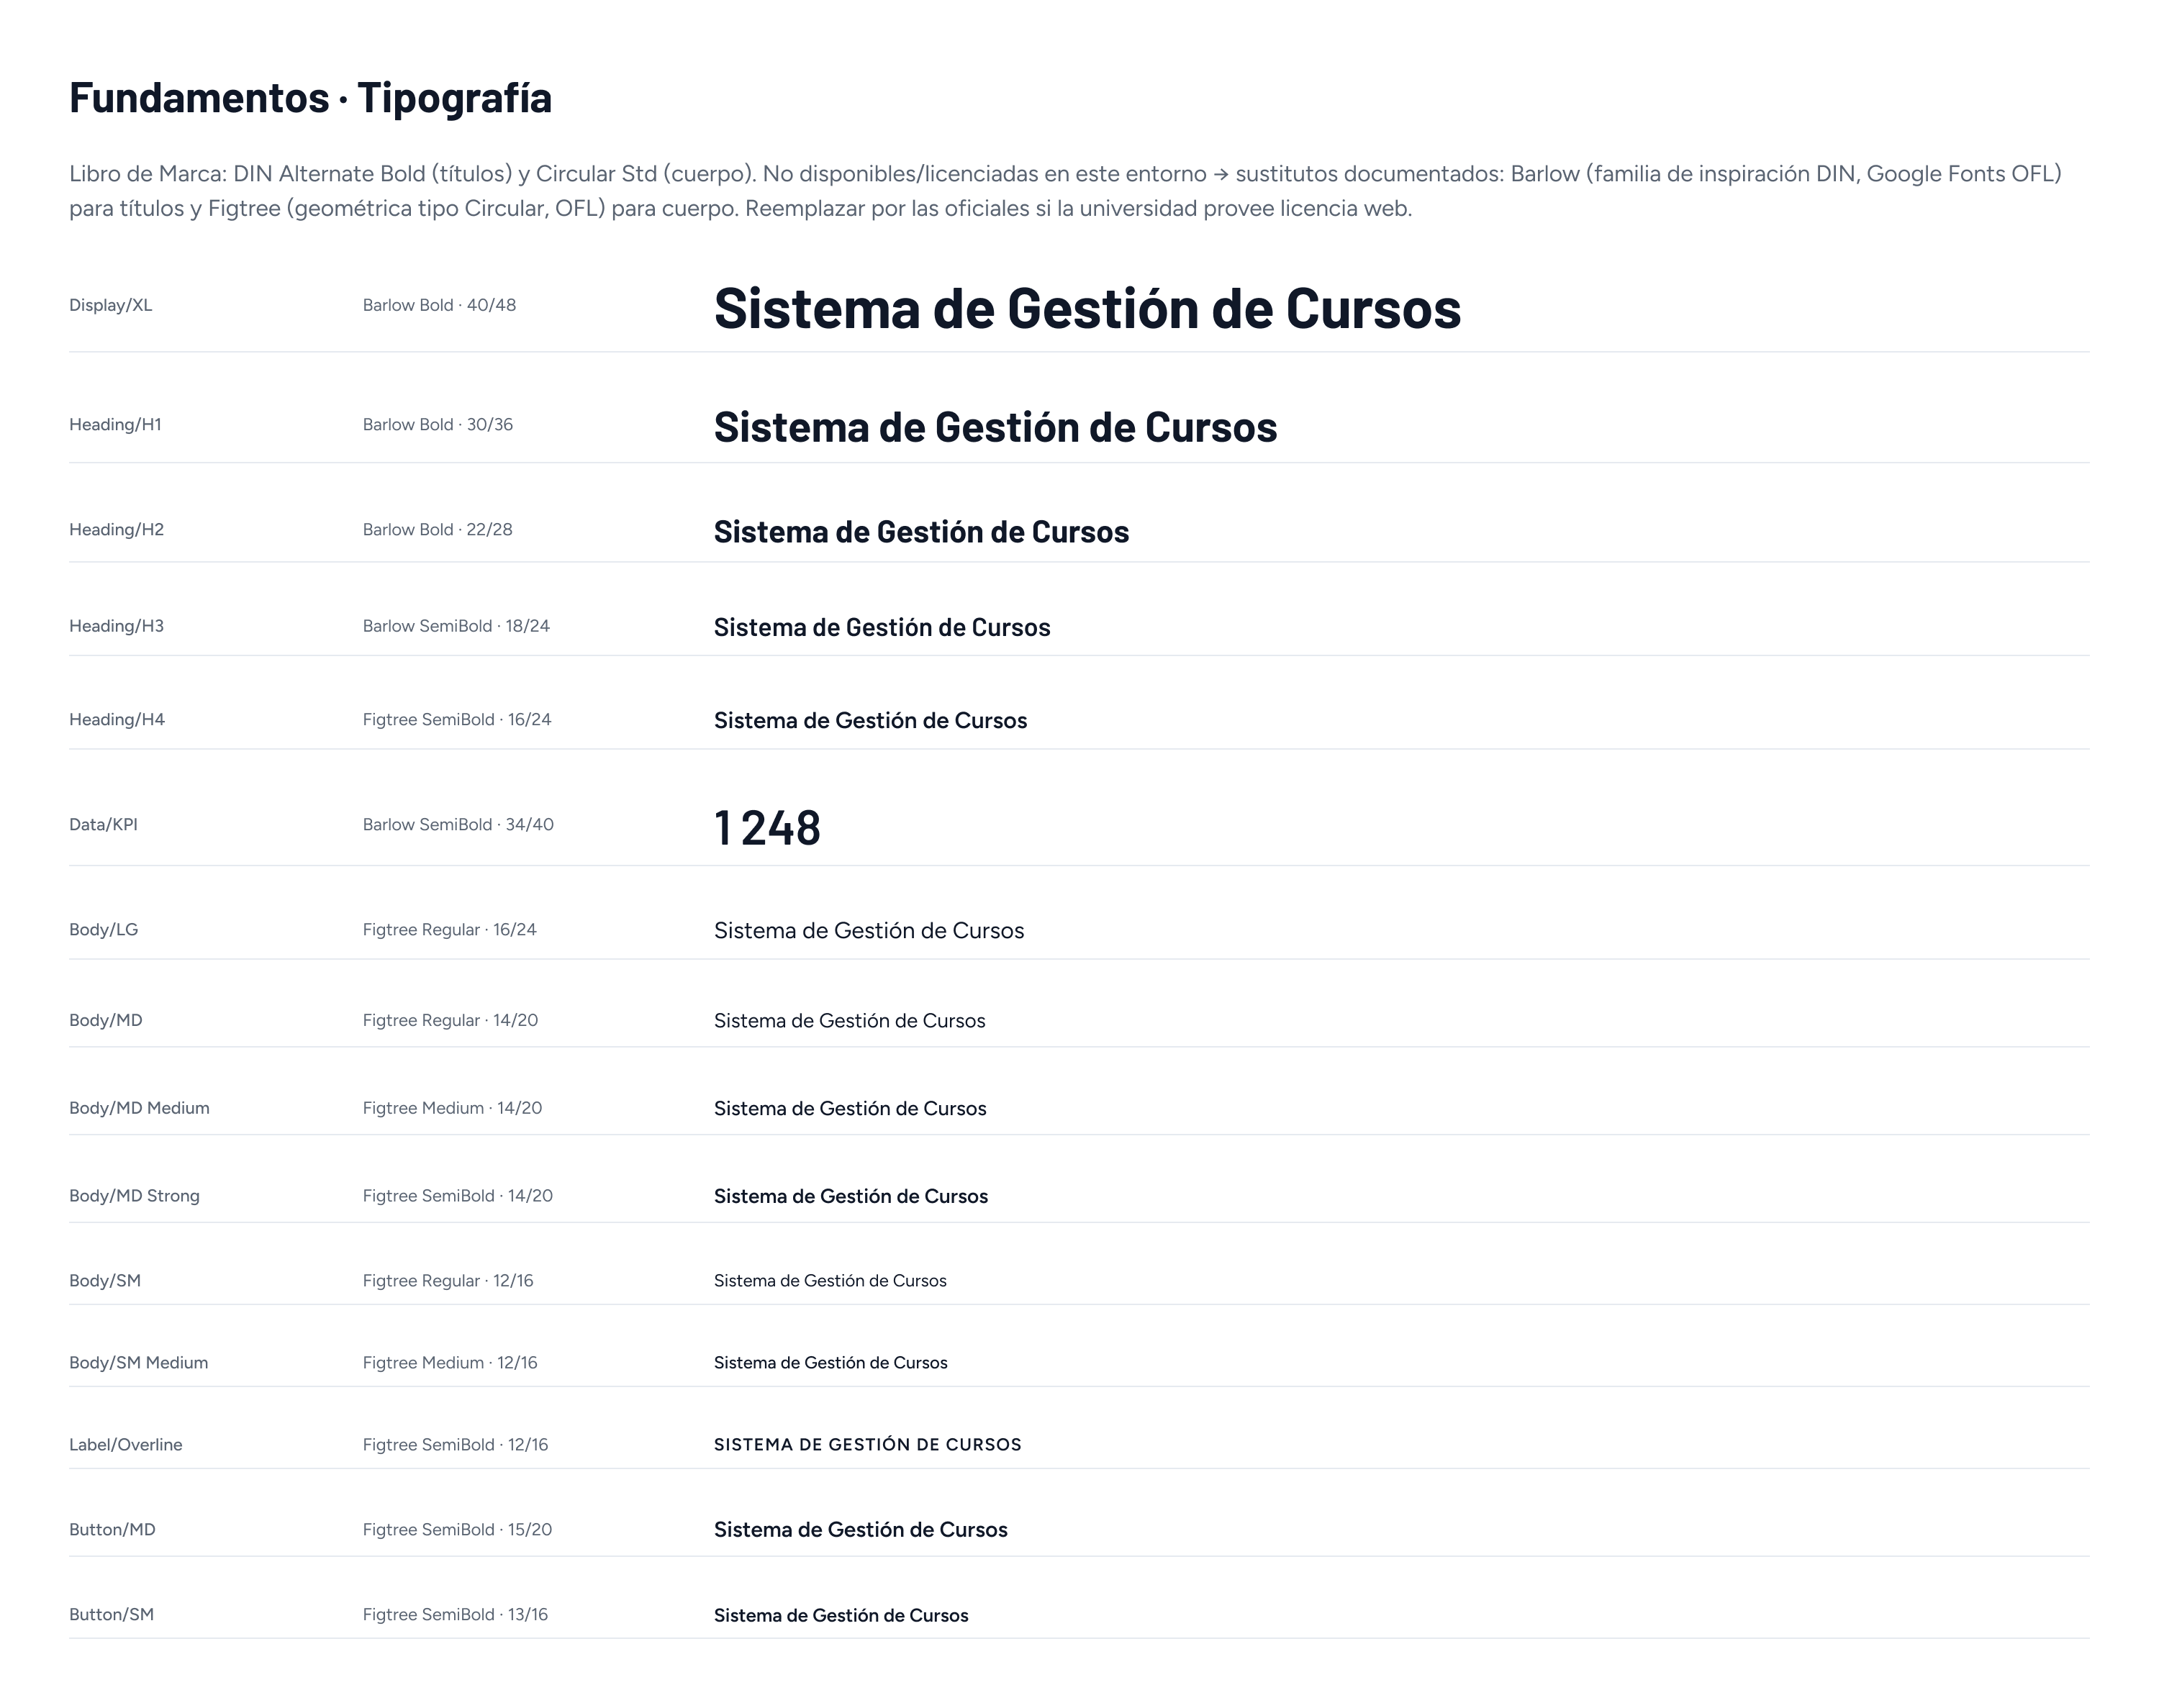 Fundamentos · Tipografía
Libro de Marca: DIN Alternate Bold (títulos) y Circular Std (cuerpo). No disponibles/licenciadas en este entorno → sustitutos documentados: Barlow (familia de inspiración DIN, Google Fonts OFL)
para títulos y Figtree (geométrica tipo Circular, OFL) para cuerpo. Reemplazar por las oficiales si la universidad provee licencia web.
Display/XL Barlow Bold · 40/48 Sistema de Gestión de Cursos
Heading/H1 Barlow Bold · 30/36 Sistema de Gestión de Cursos
Heading/H2 Barlow Bold · 22/28 Sistema de Gestión de Cursos
Heading/H3 Barlow SemiBold · 18/24 Sistema de Gestión de Cursos
Heading/H4 Figtree SemiBold · 16/24 Sistema de Gestión de Cursos
Data/KPI Barlow SemiBold · 34/40 1 248
Body/LG Figtree Regular · 16/24 Sistema de Gestión de Cursos
Body/MD Figtree Regular · 14/20 Sistema de Gestión de Cursos
Body/MD Medium Figtree Medium · 14/20 Sistema de Gestión de Cursos
Body/MD Strong Figtree SemiBold · 14/20 Sistema de Gestión de Cursos
Body/SM Figtree Regular · 12/16 Sistema de Gestión de Cursos
Body/SM Medium Figtree Medium · 12/16 Sistema de Gestión de Cursos
Label/Overline Figtree SemiBold · 12/16 SISTEMA DE GESTIÓN DE CURSOS
Button/MD Figtree SemiBold · 15/20 Sistema de Gestión de Cursos
Button/SM Figtree SemiBold · 13/16 Sistema de Gestión de Cursos